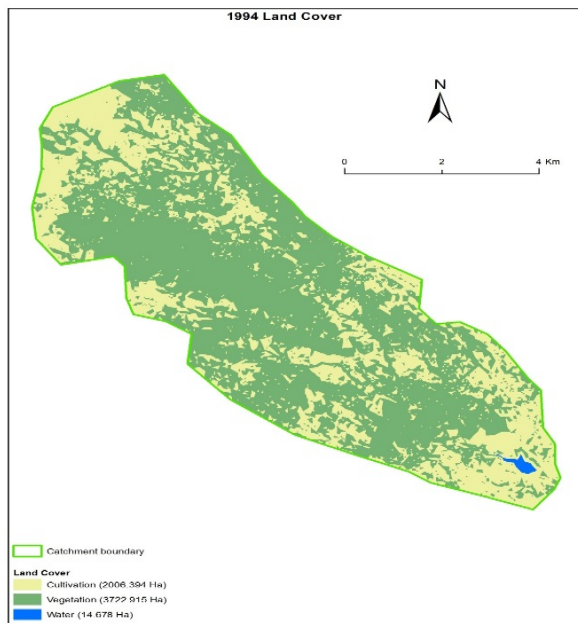 1994 Land Cover
N
0 2 4 Km
Catchment boundary
Land Cover
Cultivation (2006.394 Ha)
Vegetation (3722.915 Ha)
Water (14.678 Ha)